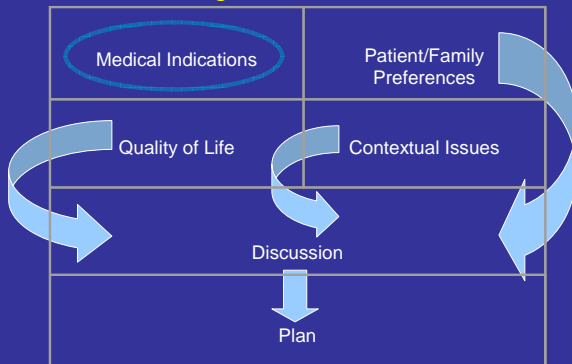 Medical Indications
Patient/Family
Preferences
Quality of Life
Contextual Issues
Discussion
Plan